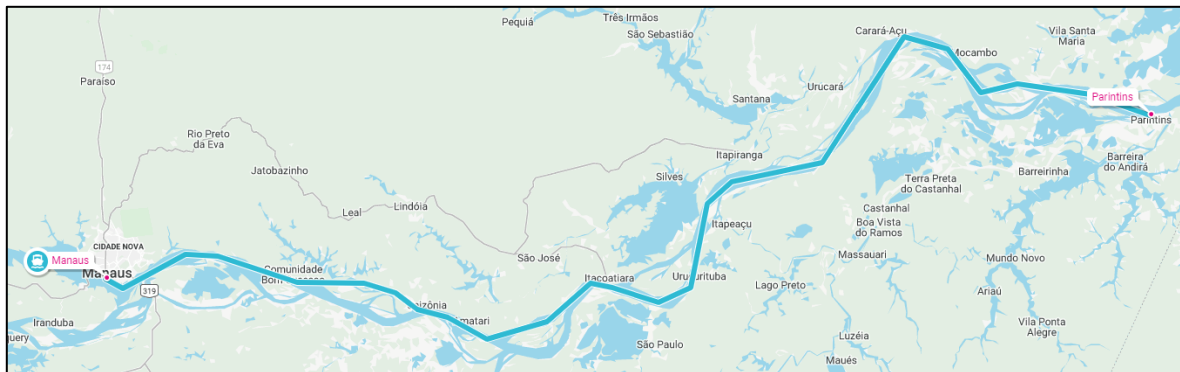 Pequiá
Três Irmãos
São Sebastião
Carará-Açu
Vila Santa
Maria
Mocambo
174
Paraiso
Urucará
Santana
Parintins
Parintins
Rio Preto
da Eva
Itapiranga
Barreira
do Andirá
Jatobazinho
Silves
Terra Preta
do Castanhal
Barreirinha
Leal
Lindóia
Castanhal
Itapeaçu
Boa Vista
do Ramos
CIDADE NOVA
Manaus
Manaus
São José
Massauari
Mundo Novo
Comunidade
Itacoatiara
Lago Preto
Ariaú
319
Iranduba
São Paulo
Luzéia
Vila Ponta
Alegre
Maués